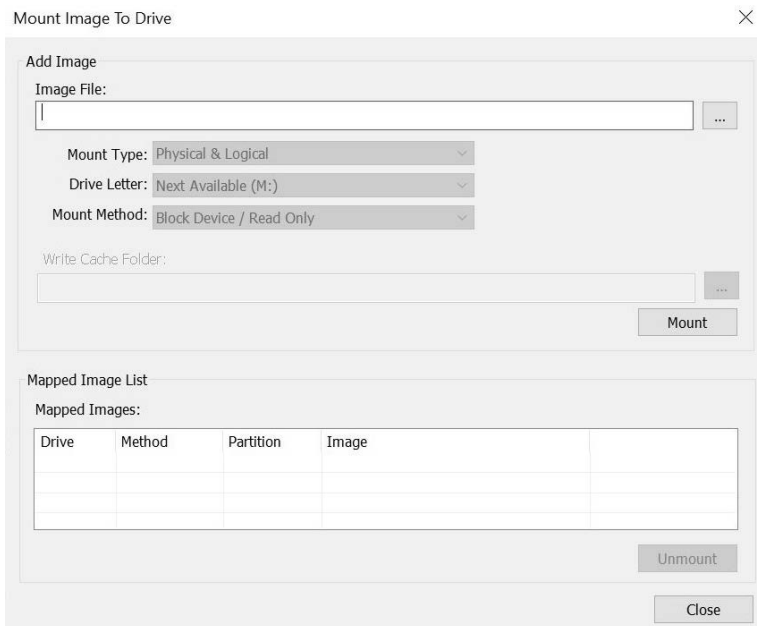 Mount Image To Drive
Add Image
Image File:
...
Mount Type: Physical & Logical
Drive Letter: Next Available (M:)
Mount Method: Block Device / Read Only
Write Cache Folder:
...
Mount
Mapped Image List
Mapped Images:
Drive Method Partition Image
Unmount
Close